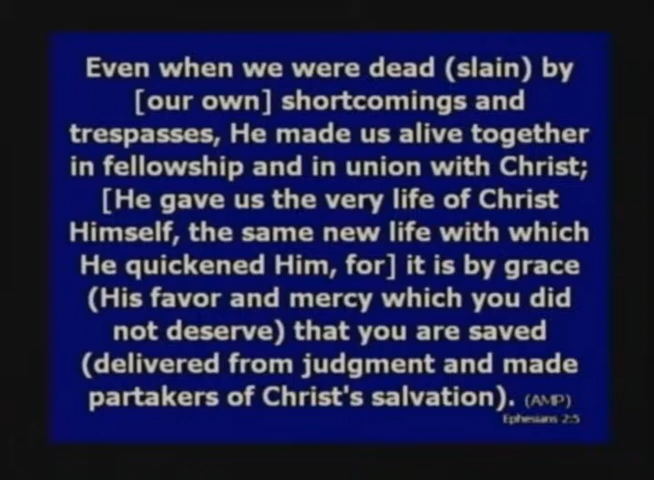 Even when we were dead (slain) by
[our own] shortcomings and
trespasses, He made us alive together
in fellowship and in union with Christ;
[He gave us the very life of Christ
Himself, the same new life with which
He quickened Him, for] it is by grace
(His favor and mercy which you did
not deserve) that you are saved
(delivered from judgment and made
partakers of Christ's salvation). (AMP)
Ephesians 2:5